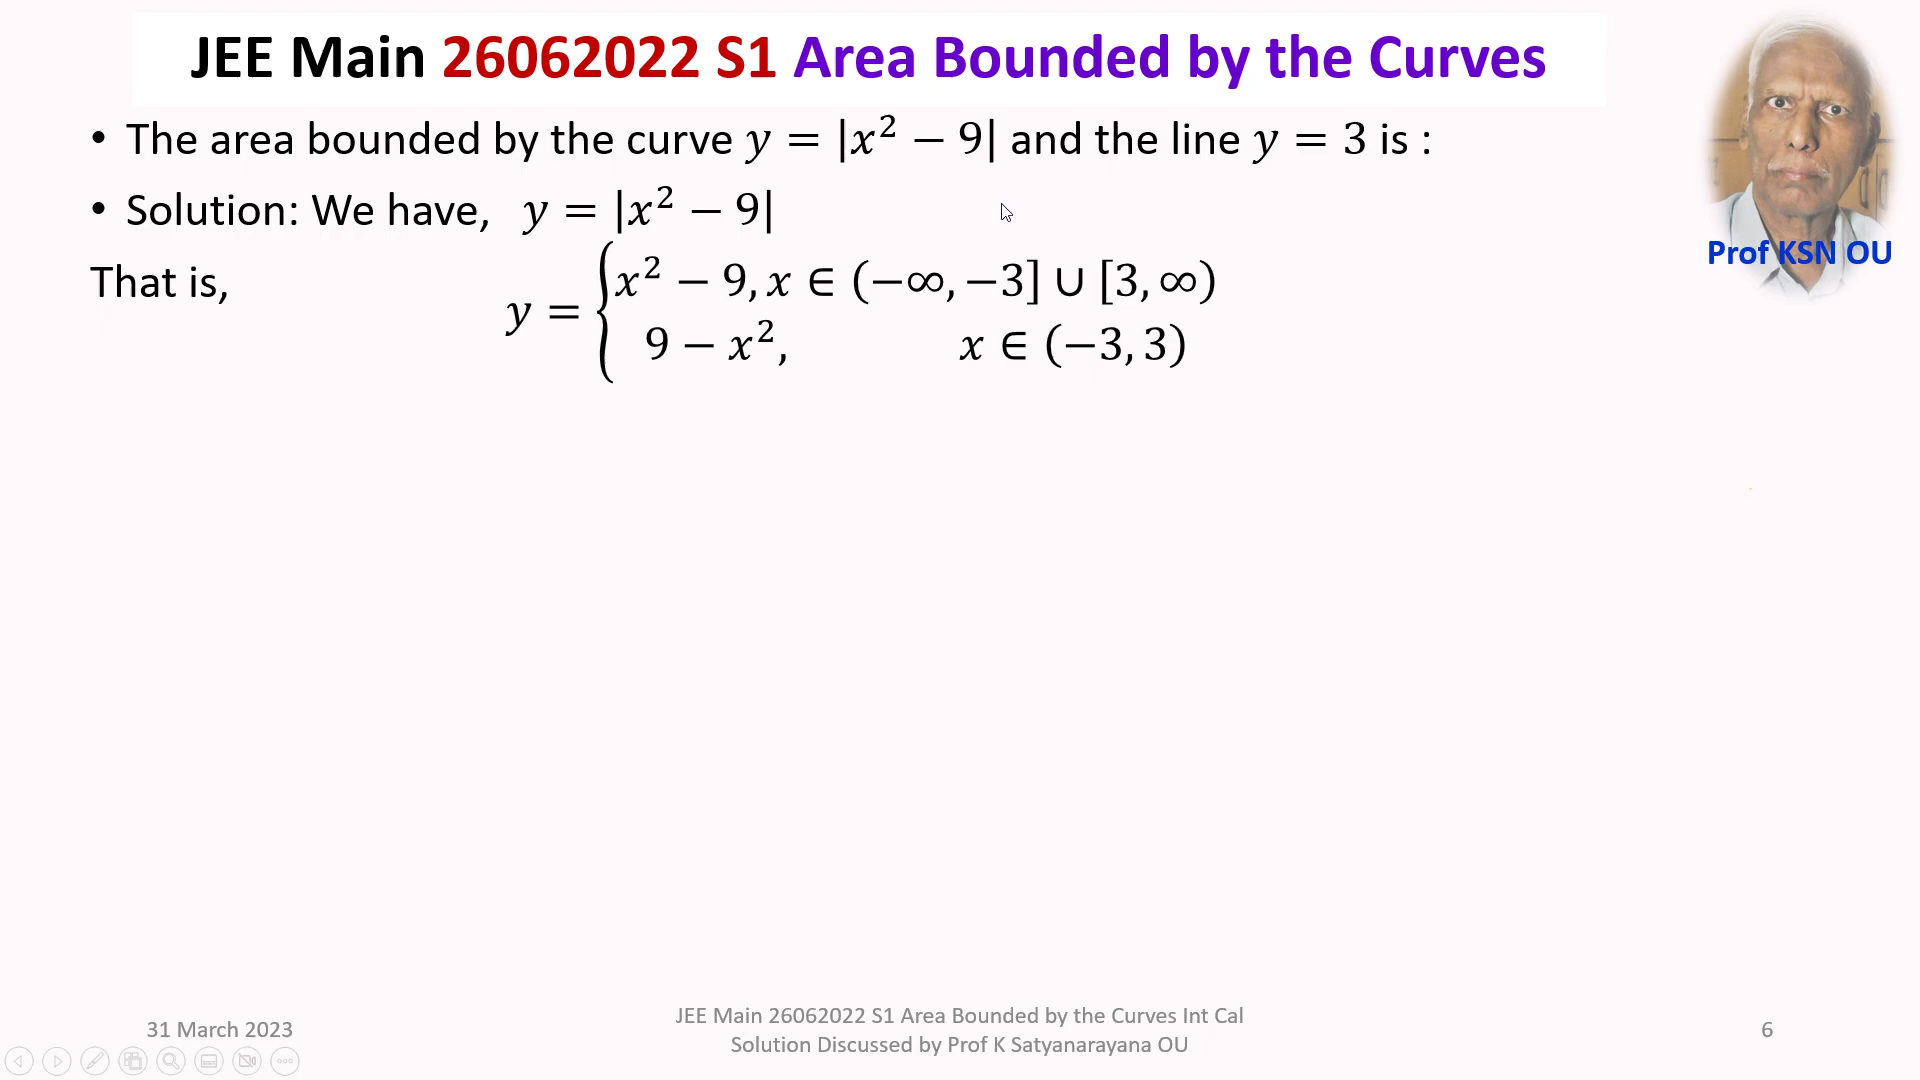 JEE Main 26062022 S1 Area Bounded by the Curves
• The area bounded by the curve y = |x² − 9| and the line y = 3 is :
• Solution: We have, y = |x² − 9|
Prof KSN OU
That is,
y = { x² − 9, x ∈ (−∞, −3] ∪ [3, ∞)
9 − x², x ∈ (−3, 3)
JEE Main 26062022 S1 Area Bounded by the Curves Int Cal
31 March 2023
Solution Discussed by Prof K Satyanarayana OU
6